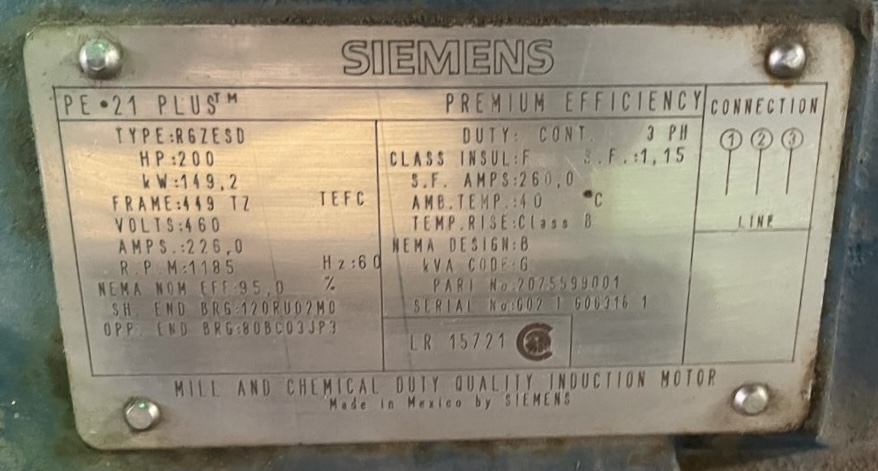 SIEMENS
PE•21 PLUS™ PREMIUM EFFICIENCY
CONNECTION
1 2 3
LINE
TYPE:RGZESD
HP:200
kW:149,2
FRAME:449 TZ TEFC
VOLTS:460
AMPS.:226,0
R.P.M:1185 Hz:60
NEMA NOM EFF:95,0 %
SH. END BRG:120RU02M0
OPP. END BRG:80BC03JP3
DUTY: CONT. 3 PH
CLASS INSUL:F S.F.:1,15
S.F. AMPS:260,0
AMB.TEMP.:40 °C
TEMP.RISE:Class B
NEMA DESIGN:B
kVA CODE:G
PART No.2075599001
SERIAL No:
LR 15721
MILL AND CHEMICAL DUTY QUALITY INDUCTION MOTOR
Made in Mexico by SIEMENS